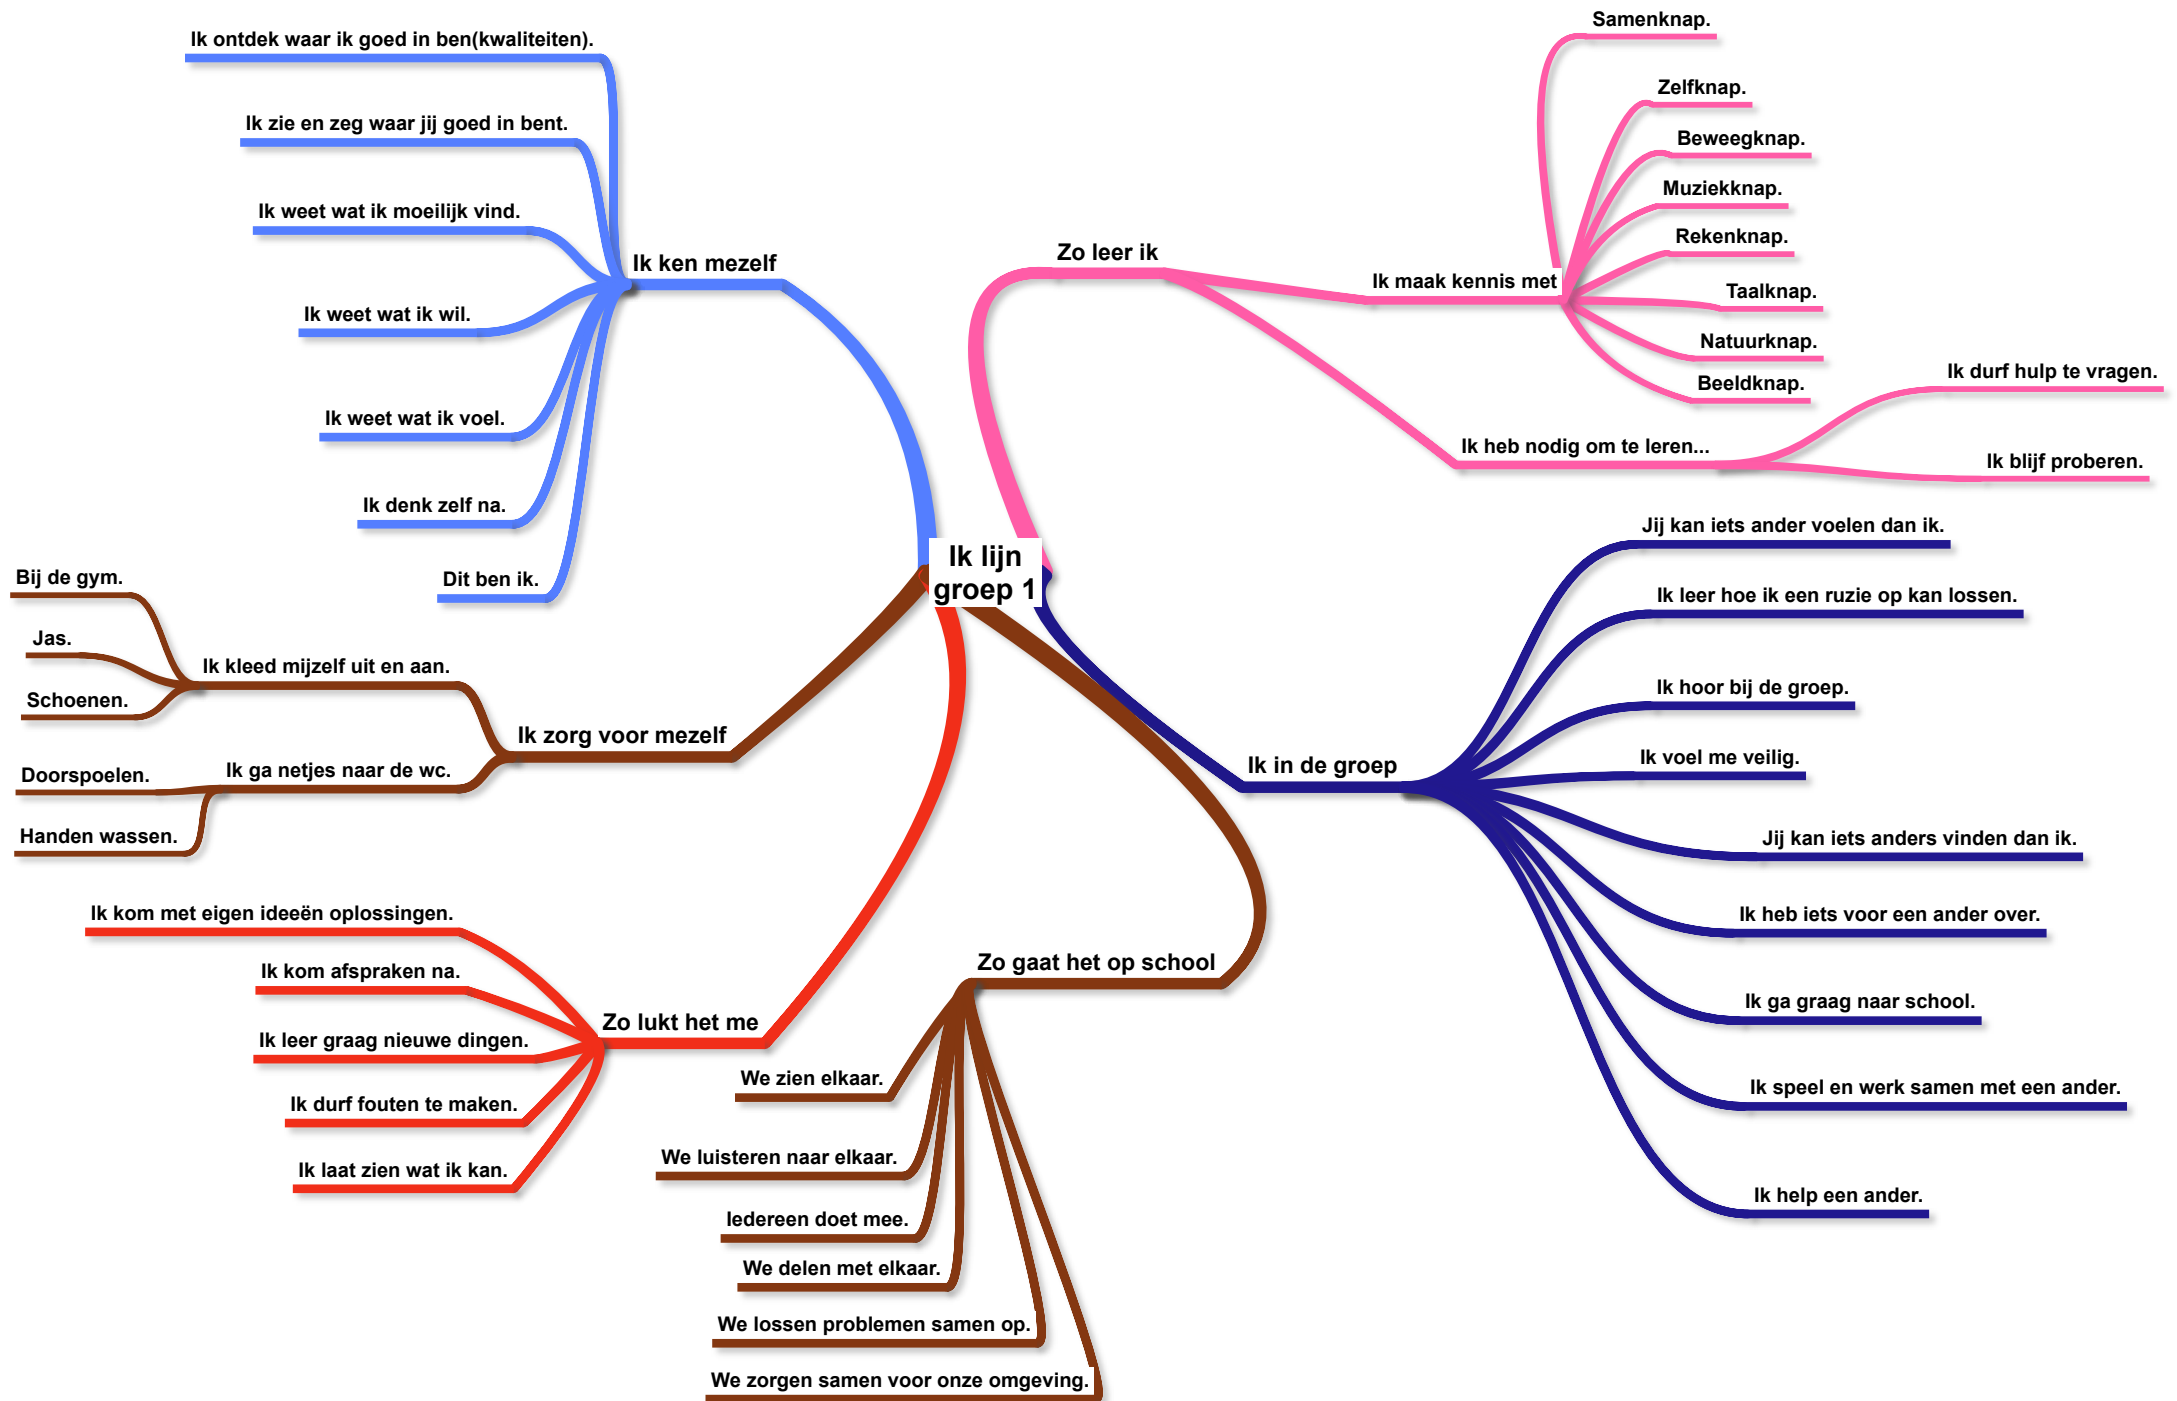 Ik lijn
groep 1
Ik ken mezelf
Ik ontdek waar ik goed in ben(kwaliteiten).
Ik zie en zeg waar jij goed in bent.
Ik weet wat ik moeilijk vind.
Ik weet wat ik wil.
Ik weet wat ik voel.
Ik denk zelf na.
Dit ben ik.
Zo leer ik
Ik maak kennis met
Samenknap.
Zelfknap.
Beweegknap.
Muziekknap.
Rekenknap.
Taalknap.
Natuurknap.
Beeldknap.
Ik heb nodig om te leren...
Ik durf hulp te vragen.
Ik blijf proberen.
Ik in de groep
Jij kan iets ander voelen dan ik.
Ik leer hoe ik een ruzie op kan lossen.
Ik hoor bij de groep.
Ik voel me veilig.
Jij kan iets anders vinden dan ik.
Ik heb iets voor een ander over.
Ik ga graag naar school.
Ik speel en werk samen met een ander.
Ik help een ander.
Ik zorg voor mezelf
Ik kleed mijzelf uit en aan.
Bij de gym.
Jas.
Schoenen.
Ik ga netjes naar de wc.
Doorspoelen.
Handen wassen.
Zo lukt het me
Ik kom met eigen ideeën oplossingen.
Ik kom afspraken na.
Ik leer graag nieuwe dingen.
Ik durf fouten te maken.
Ik laat zien wat ik kan.
Zo gaat het op school
We zien elkaar.
We luisteren naar elkaar.
Iedereen doet mee.
We delen met elkaar.
We lossen problemen samen op.
We zorgen samen voor onze omgeving.